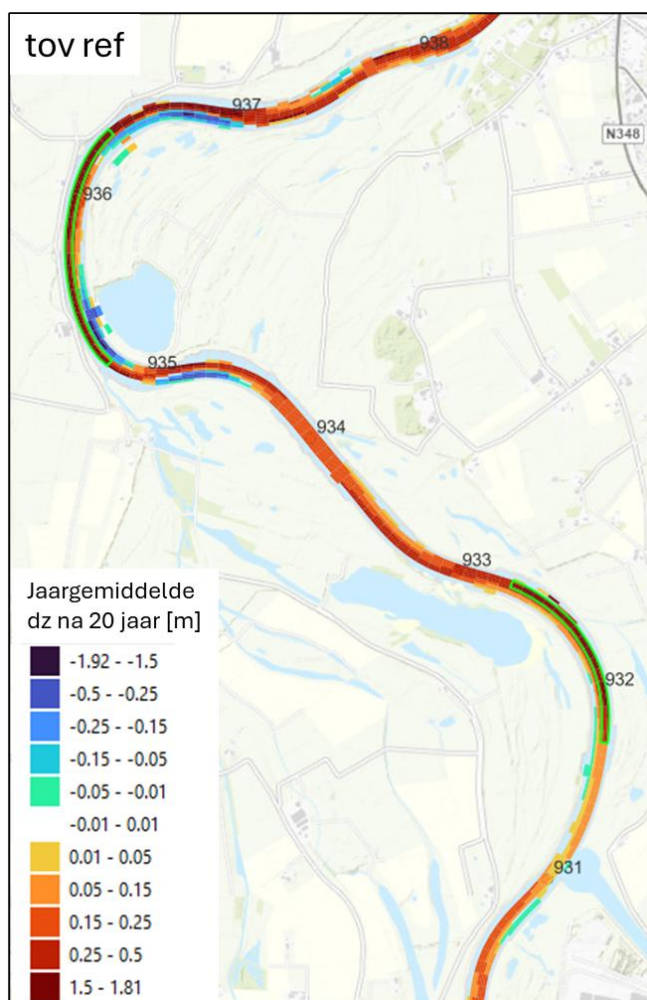 tov ref
938
937
N348
936
935
934
933
932
931
Jaargemiddelde
dz na 20 jaar [m]
-1.92 - -1.5
-0.5 - -0.25
-0.25 - -0.15
-0.15 - -0.05
-0.05 - -0.01
-0.01 - 0.01
0.01 - 0.05
0.05 - 0.15
0.15 - 0.25
0.25 - 0.5
1.5 - 1.81